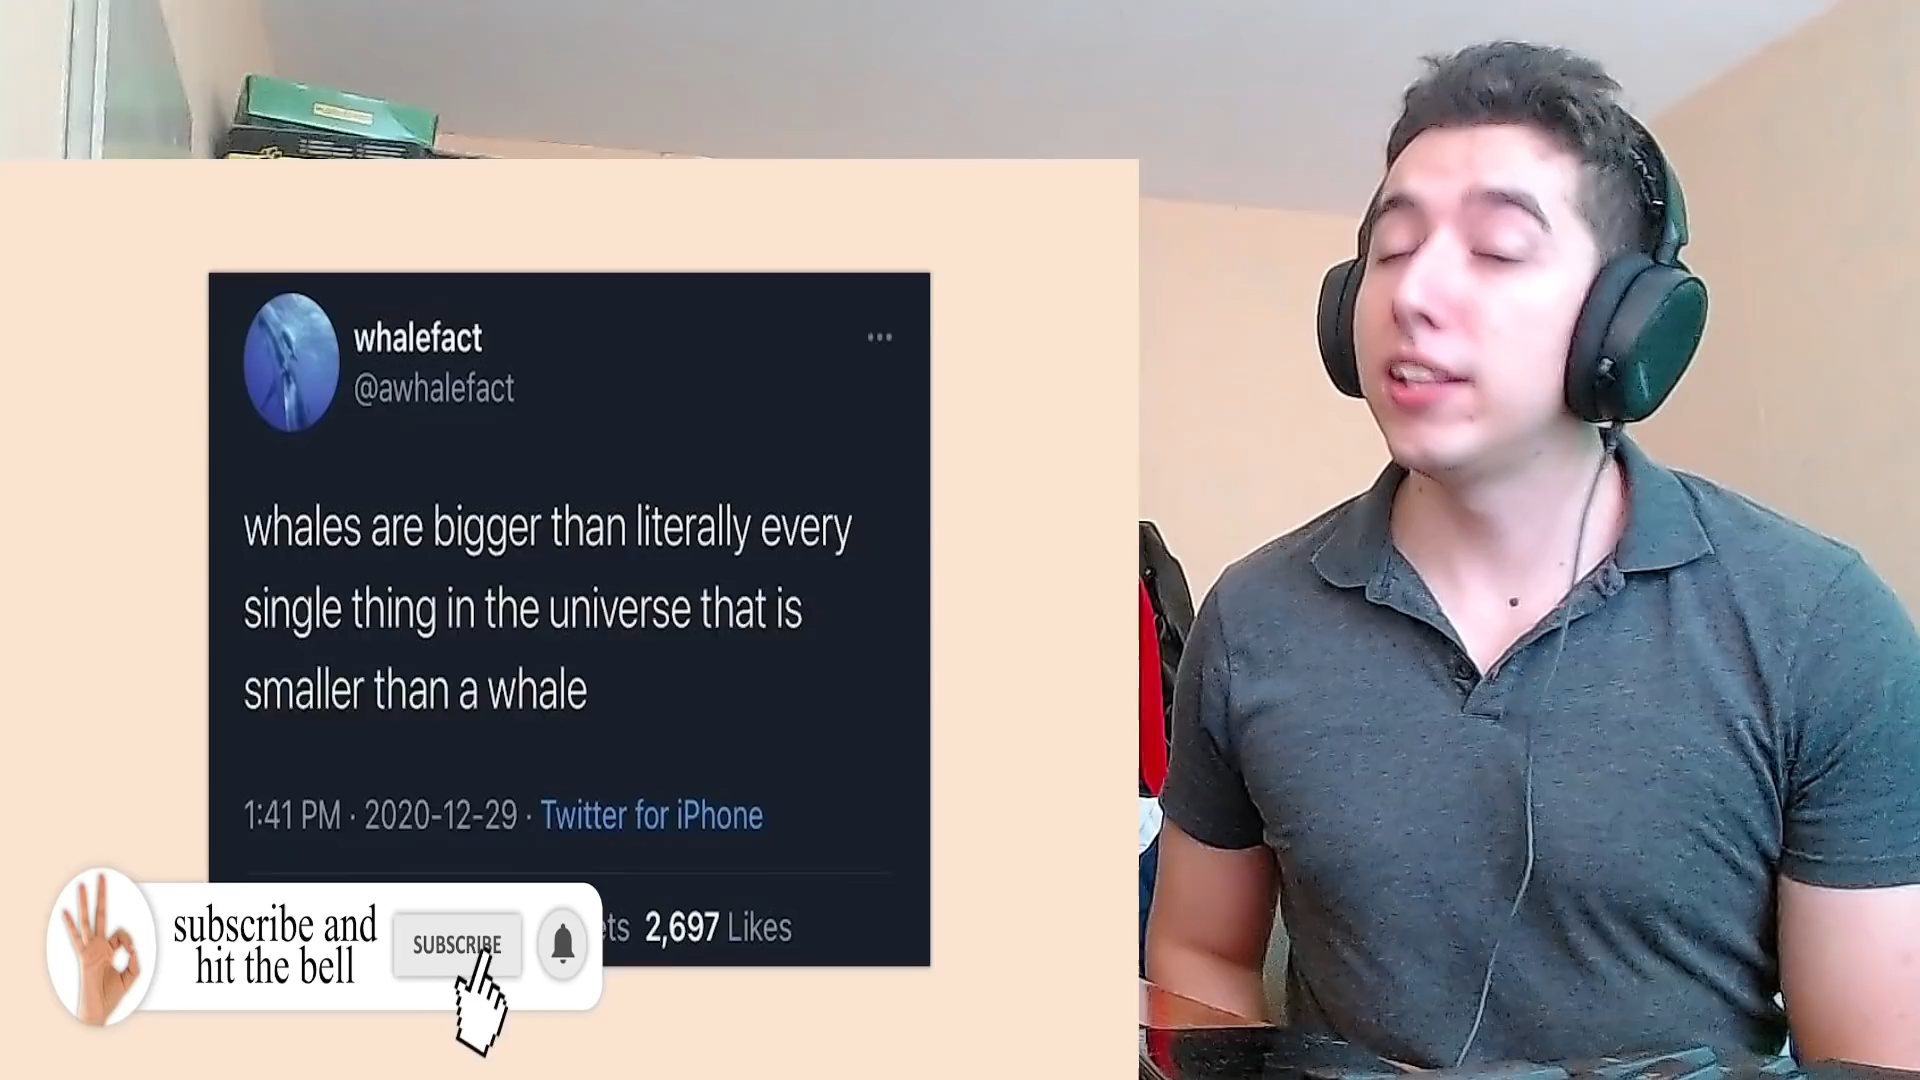 whalefact
@awhalefact
whales are bigger than literally every
single thing in the universe that is
smaller than a whale
1:41 PM · 2020-12-29 · Twitter for iPhone
ets 2,697 Likes
subscribe and
hit the bell
SUBSCRIBE